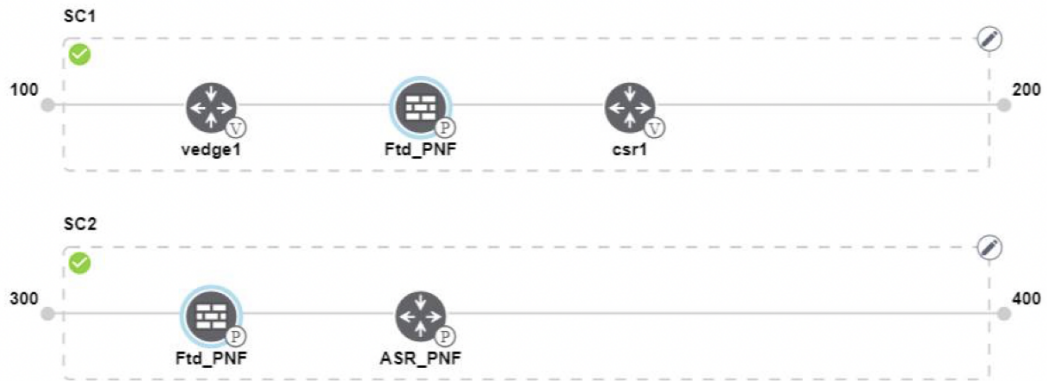 SC1
100
200
V
P
V
vedge1
Ftd_PNF
csr1
SC2
300
400
P
P
Ftd_PNF
ASR_PNF